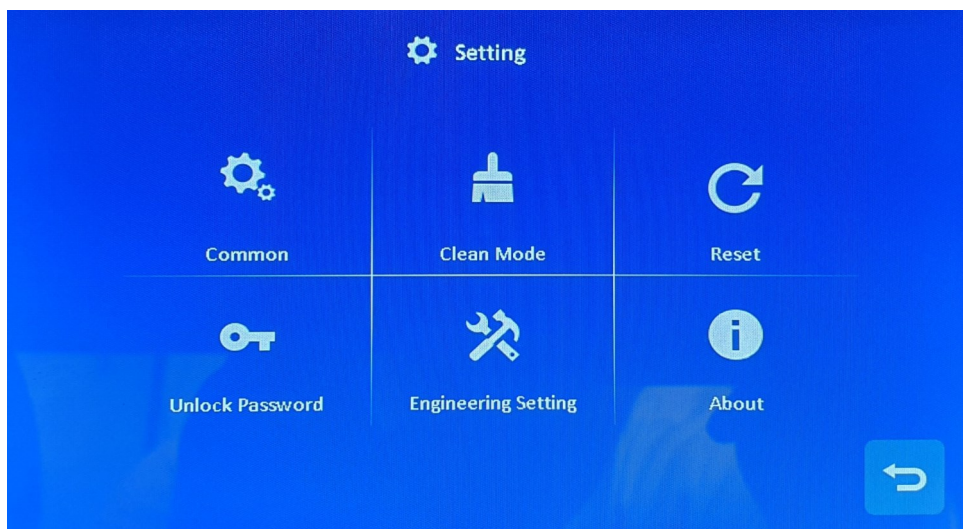 Setting
Common
Clean Mode
Reset
Unlock Password
Engineering Setting
About